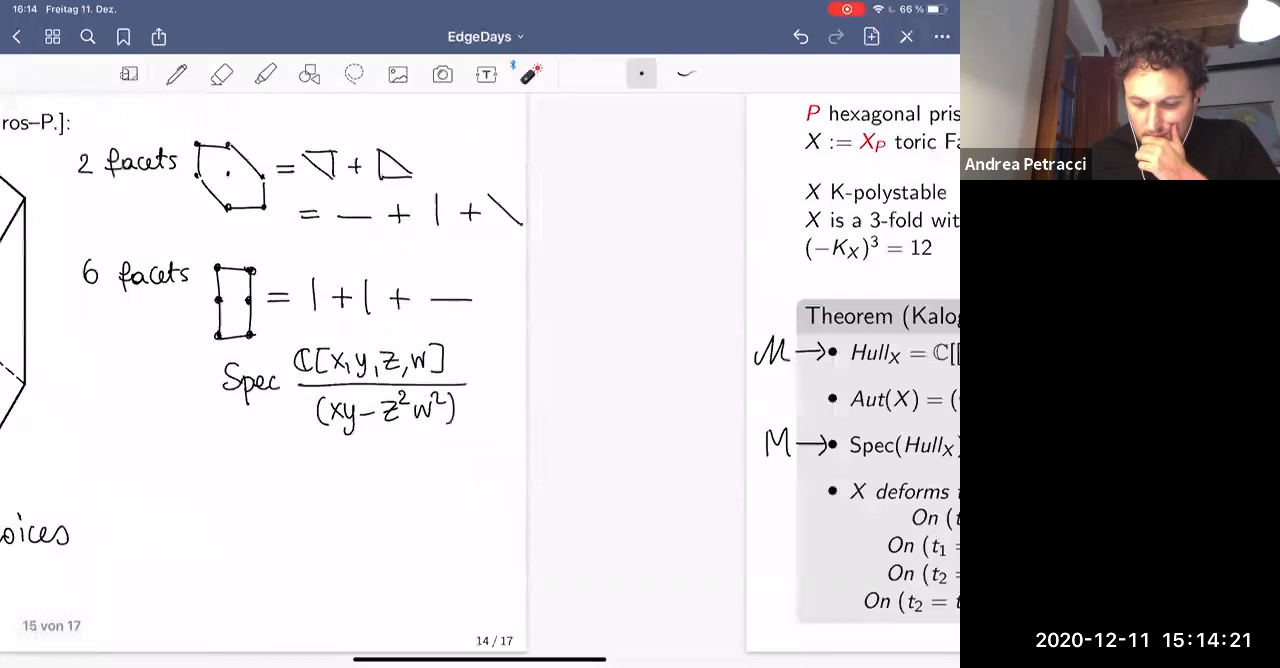 16:14 Freitag 11. Dez.
66 %
EdgeDays
ros–P.]:
2 facets = + 
= — + | + \
6 facets = | + | + —
Spec ℂ[x,y,z,w]
(xy – z²w²)
oices
15 von 17
14 / 17
P hexagonal pris
X := X_P toric Fa
X K-polystable
X is a 3-fold wit
(−K_X)³ = 12
Theorem (Kalog
M → • Hull_X = ℂ[[
• Aut(X) = (
M → • Spec(Hull_X)
• X deforms t
On (t
On (t₁ =
On (t₂ =
On (t₂ = t
Andrea Petracci
2020-12-11 15:14:21